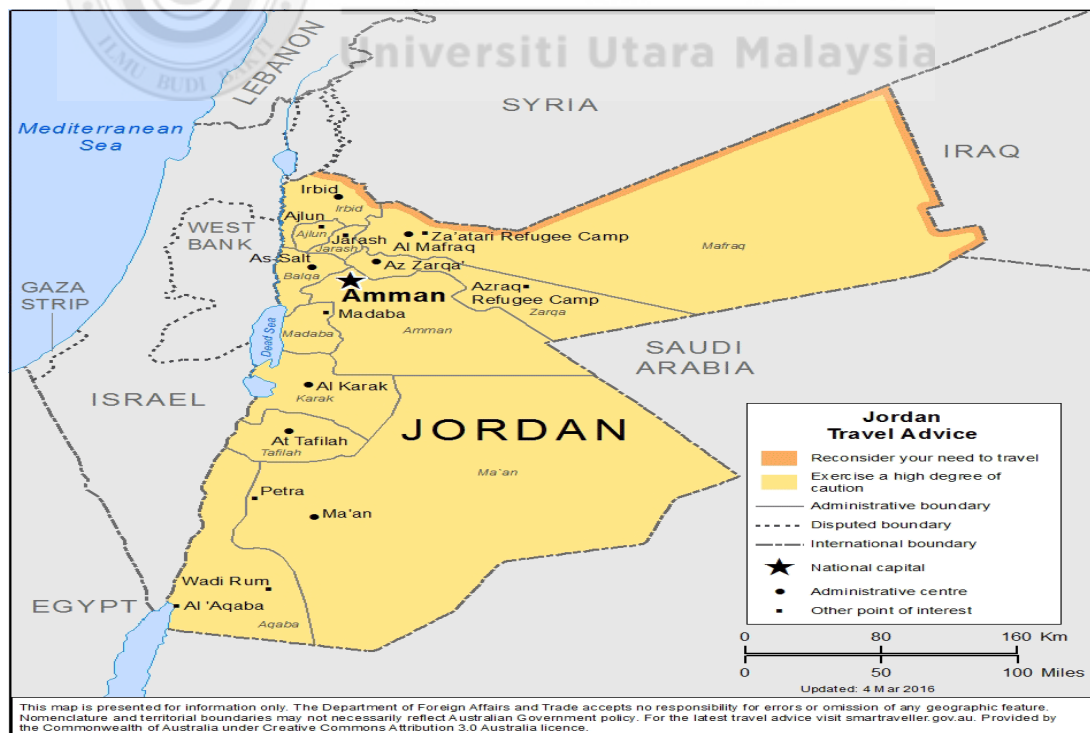 ILMU BUDI BAKTI
Universiti Utara Malaysia
LEBANON
SYRIA
Mediterranean
Sea
IRAQ
Irbid
Irbid
Ajlun
WEST
BANK
Ajlun
Jarash
Jarash
Za'atari Refugee Camp
Al Mafraq
Mafraq
As-Salt
Balqa
Az Zarqa'
GAZA
STRIP
Amman
Azraq
Refugee Camp
Zarqa
Madaba
Madaba
Amman
Dead Sea
SAUDI
ARABIA
ISRAEL
Al Karak
Karak
JORDAN
At Tafilah
Tafilah
Ma'an
Petra
Ma'an
Wadi Rum
EGYPT
Al 'Aqaba
Aqaba
Jordan
Travel Advice
Reconsider your need to travel
Exercise a high degree of
caution
Administrative boundary
Disputed boundary
International boundary
National capital
Administrative centre
Other point of interest
0 80 160 Km
0 50 100 Miles
Updated: 4 Mar 2016
This map is presented for information only. The Department of Foreign Affairs and Trade accepts no responsibility for errors or omission of any geographic feature.
Nomenclature and territorial boundaries may not necessarily reflect Australian Government policy. For the latest travel advice visit smartraveller.gov.au. Provided by
the Commonwealth of Australia under Creative Commons Attribution 3.0 Australia licence.